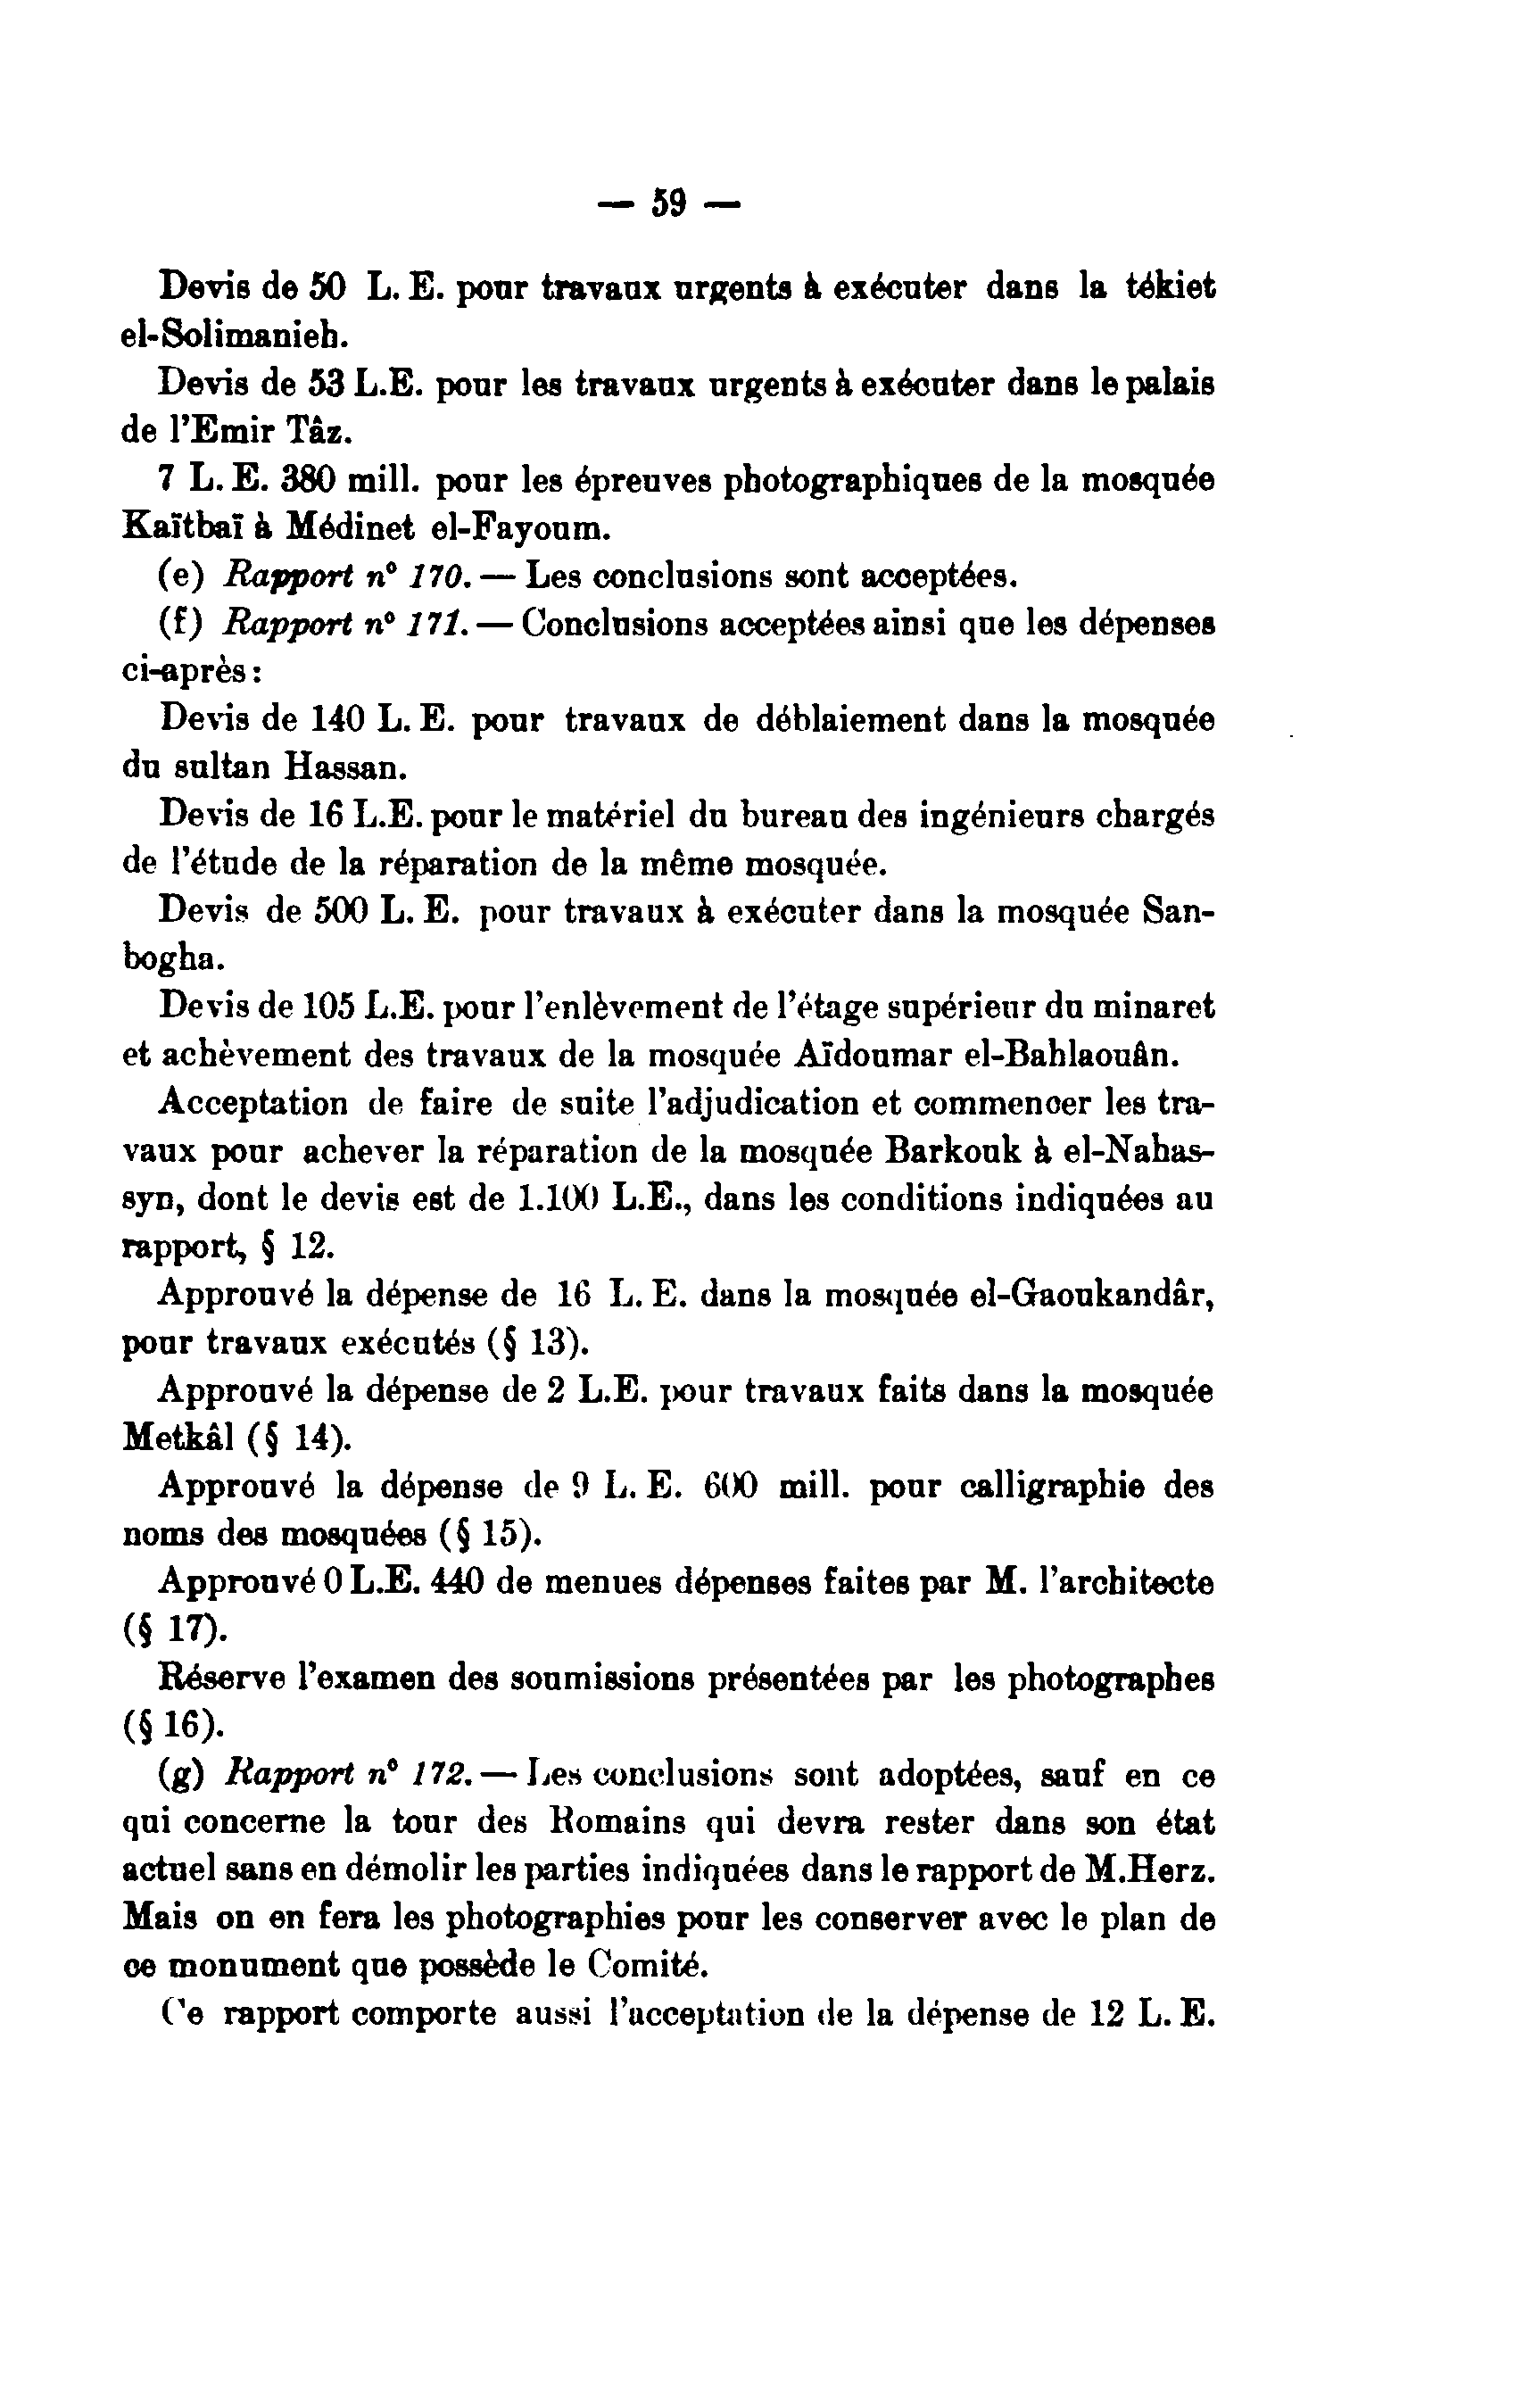 — 59 —
Devis de 50 L. E. pour travaux urgents à exécuter dans la tékiet
el-Solimanieh.
Devis de 53 L.E. pour les travaux urgents à exécuter dans le palais
de l'Emir Tâz.
7 L. E. 380 mill. pour les épreuves photographiques de la mosquée
Kaïtbaï à Médinet el-Fayoum.
(e) Rapport n° 170. — Les conclusions sont acceptées.
(f) Rapport n° 171. — Conclusions acceptées ainsi que les dépenses
ci-après :
Devis de 140 L. E. pour travaux de déblaiement dans la mosquée
du sultan Hassan.
Devis de 16 L.E. pour le matériel du bureau des ingénieurs chargés
de l'étude de la réparation de la même mosquée.
Devis de 500 L. E. pour travaux à exécuter dans la mosquée San-
bogha.
Devis de 105 L.E. pour l'enlèvement de l'étage supérieur du minaret
et achèvement des travaux de la mosquée Aïdoumar el-Bahlaouân.
Acceptation de faire de suite l'adjudication et commencer les tra-
vaux pour achever la réparation de la mosquée Barkouk à el-Nahas-
syn, dont le devis est de 1.100 L.E., dans les conditions indiquées au
rapport, § 12.
Approuvé la dépense de 16 L. E. dans la mosquée el-Gaoukandâr,
pour travaux exécutés (§ 13).
Approuvé la dépense de 2 L.E. pour travaux faits dans la mosquée
Metkâl (§ 14).
Approuvé la dépense de 9 L. E. 600 mill. pour calligraphie des
noms des mosquées (§ 15).
Approuvé 0 L.E. 440 de menues dépenses faites par M. l'architecte
(§ 17).
Réserve l'examen des soumissions présentées par les photographes
(§ 16).
(g) Rapport n° 172. — Les conclusions sont adoptées, sauf en ce
qui concerne la tour des Romains qui devra rester dans son état
actuel sans en démolir les parties indiquées dans le rapport de M.Herz.
Mais on en fera les photographies pour les conserver avec le plan de
ce monument que possède le Comité.
Ce rapport comporte aussi l'acceptation de la dépense de 12 L. E.